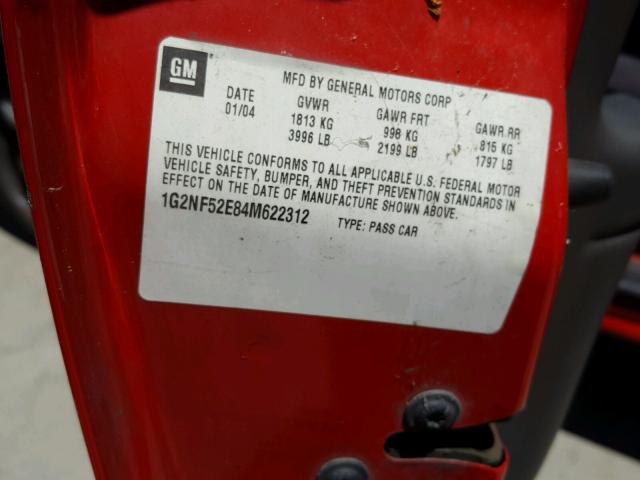 GM
MFD BY GENERAL MOTORS CORP
DATE GVWR GAWR FRT GAWR RR
01/04 1813 KG 998 KG 815 KG
3996 LB 2199 LB 1797 LB
THIS VEHICLE CONFORMS TO ALL APPLICABLE U.S. FEDERAL MOTOR
VEHICLE SAFETY, BUMPER, AND THEFT PREVENTION STANDARDS IN
EFFECT ON THE DATE OF MANUFACTURE SHOWN ABOVE.
1G2NF52E84M622312 TYPE: PASS CAR